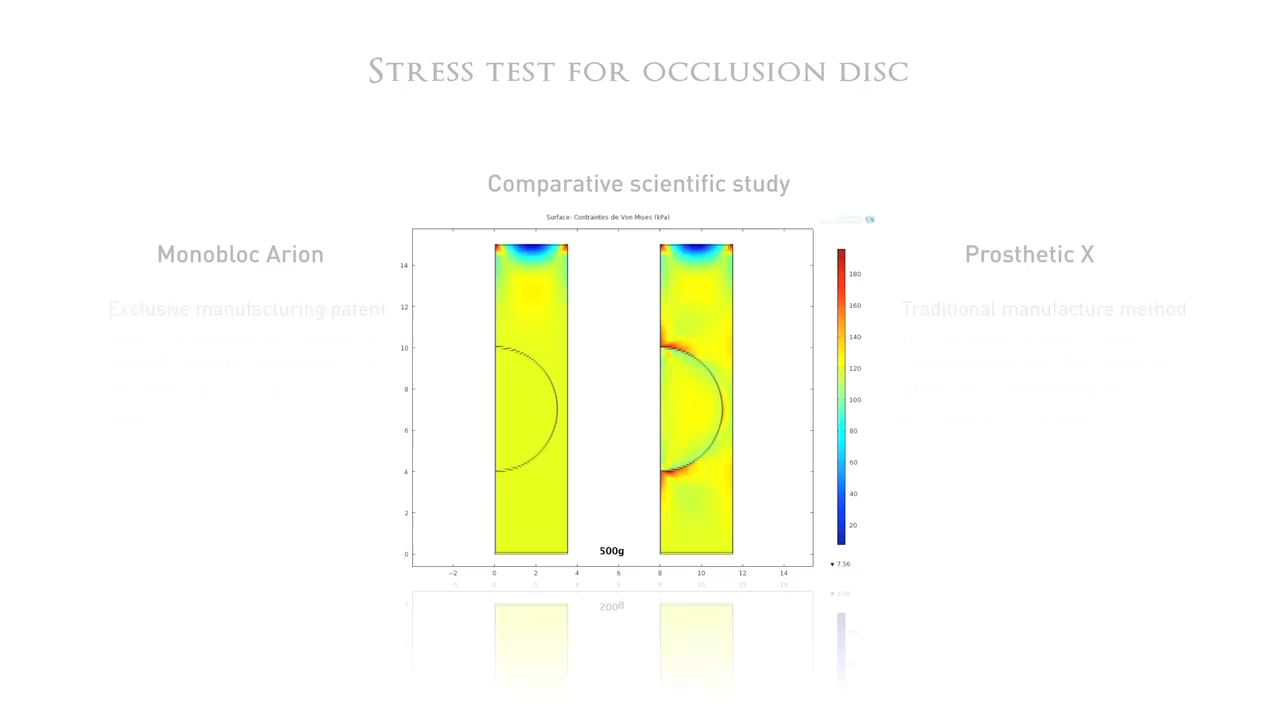 STRESS TEST FOR OCCLUSION DISC
Comparative scientific study
Surface: Contraintes de Von Mises (kPa)
Monobloc Arion
Exclusive manufacturing patent
Prosthetic X
Traditional manufacture method
14
12
10
8
6
4
2
0
500g
−2 0 2 4 6 8 10 12 14
180
160
140
120
100
80
60
40
20
▼ 7.56